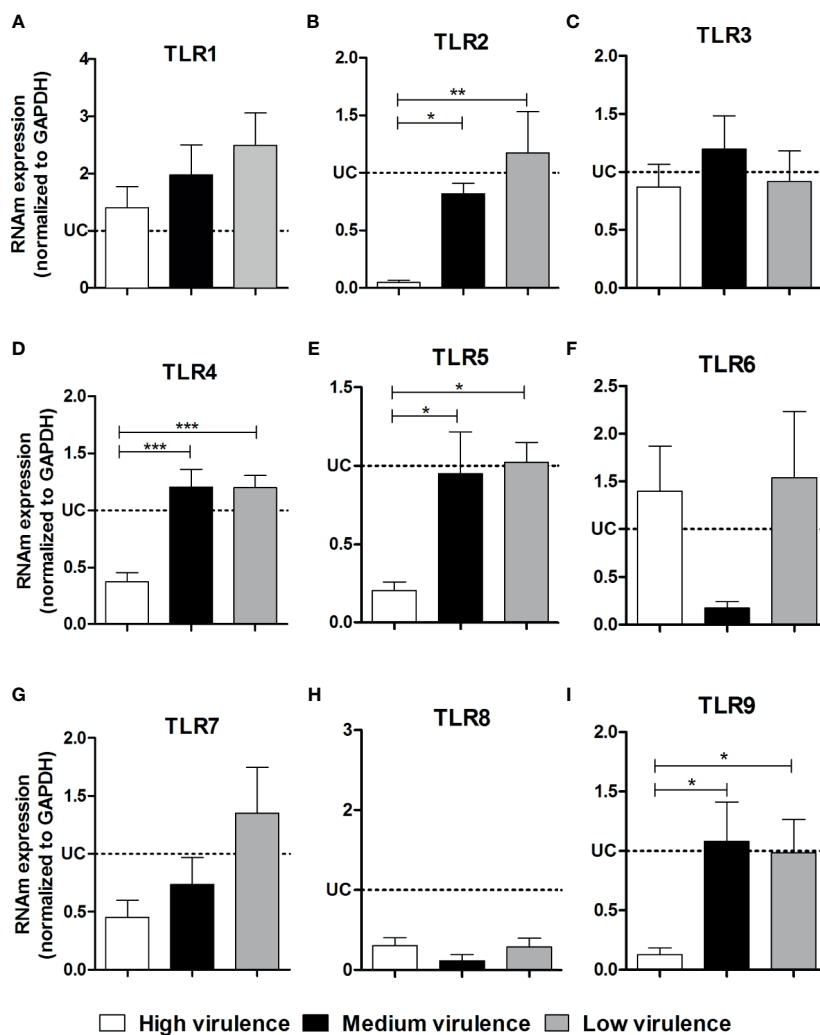 A
TLR1
RNAm expression
(normalized to GAPDH)
4
3
2
UC
0
B
TLR2
**
*
2.0
1.5
UC
0.5
0.0
C
TLR3
2.0
1.5
UC
0.5
0.0
D
TLR4
***
***
RNAm expression
(normalized to GAPDH)
2.0
1.5
UC
0.5
0.0
E
TLR5
*
*
1.5
UC
0.5
0.0
F
TLR6
2.5
2.0
1.5
UC
0.5
0.0
G
TLR7
RNAm expression
(normalized to GAPDH)
2.0
1.5
UC
0.5
0.0
H
TLR8
3
2
UC
0
I
TLR9
*
*
2.0
1.5
UC
0.5
0.0
High virulence Medium virulence Low virulence